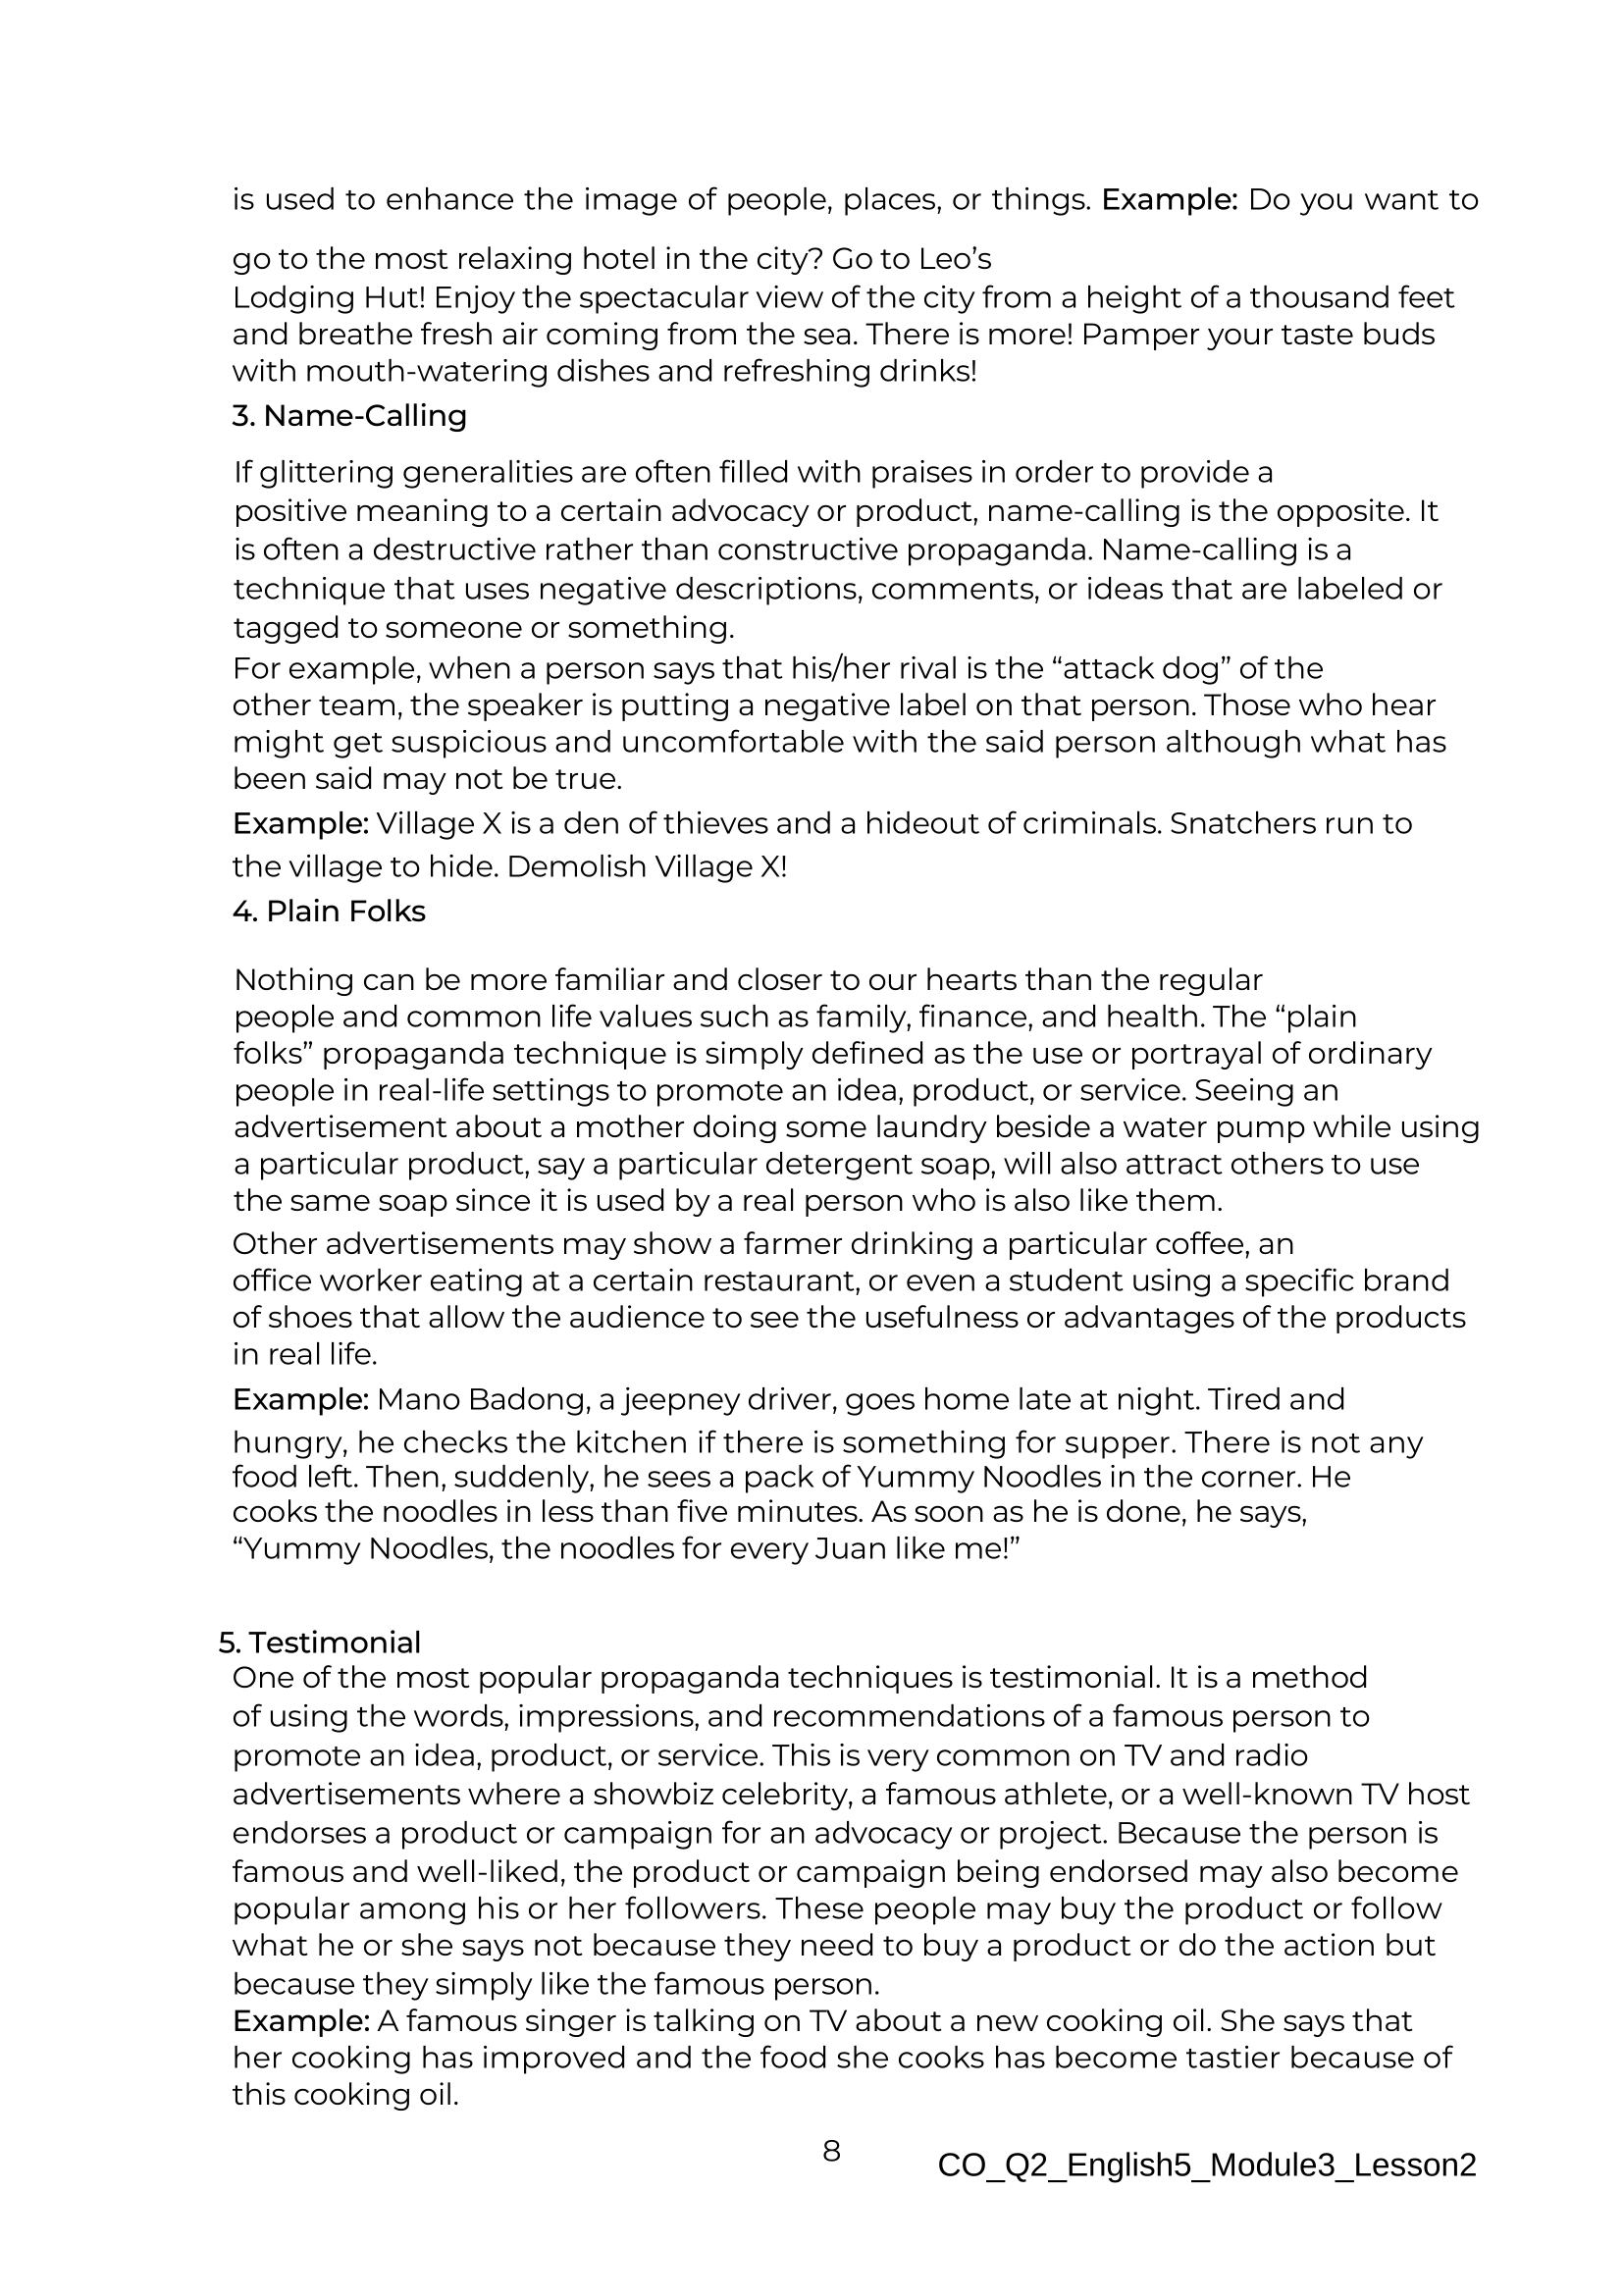 is used to enhance the image of people, places, or things. Example: Do you want to
go to the most relaxing hotel in the city? Go to Leo’s
Lodging Hut! Enjoy the spectacular view of the city from a height of a thousand feet
and breathe fresh air coming from the sea. There is more! Pamper your taste buds
with mouth-watering dishes and refreshing drinks!
3. Name-Calling
If glittering generalities are often filled with praises in order to provide a
positive meaning to a certain advocacy or product, name-calling is the opposite. It
is often a destructive rather than constructive propaganda. Name-calling is a
technique that uses negative descriptions, comments, or ideas that are labeled or
tagged to someone or something.
For example, when a person says that his/her rival is the “attack dog” of the
other team, the speaker is putting a negative label on that person. Those who hear
might get suspicious and uncomfortable with the said person although what has
been said may not be true.
Example: Village X is a den of thieves and a hideout of criminals. Snatchers run to
the village to hide. Demolish Village X!
4. Plain Folks
Nothing can be more familiar and closer to our hearts than the regular
people and common life values such as family, finance, and health. The “plain
folks” propaganda technique is simply defined as the use or portrayal of ordinary
people in real-life settings to promote an idea, product, or service. Seeing an
advertisement about a mother doing some laundry beside a water pump while using
a particular product, say a particular detergent soap, will also attract others to use
the same soap since it is used by a real person who is also like them.
Other advertisements may show a farmer drinking a particular coffee, an
office worker eating at a certain restaurant, or even a student using a specific brand
of shoes that allow the audience to see the usefulness or advantages of the products
in real life.
Example: Mano Badong, a jeepney driver, goes home late at night. Tired and
hungry, he checks the kitchen if there is something for supper. There is not any
food left. Then, suddenly, he sees a pack of Yummy Noodles in the corner. He
cooks the noodles in less than five minutes. As soon as he is done, he says,
“Yummy Noodles, the noodles for every Juan like me!”
5. Testimonial
One of the most popular propaganda techniques is testimonial. It is a method
of using the words, impressions, and recommendations of a famous person to
promote an idea, product, or service. This is very common on TV and radio
advertisements where a showbiz celebrity, a famous athlete, or a well-known TV host
endorses a product or campaign for an advocacy or project. Because the person is
famous and well-liked, the product or campaign being endorsed may also become
popular among his or her followers. These people may buy the product or follow
what he or she says not because they need to buy a product or do the action but
because they simply like the famous person.
Example: A famous singer is talking on TV about a new cooking oil. She says that
her cooking has improved and the food she cooks has become tastier because of
this cooking oil.
8
CO_Q2_English5_Module3_Lesson2